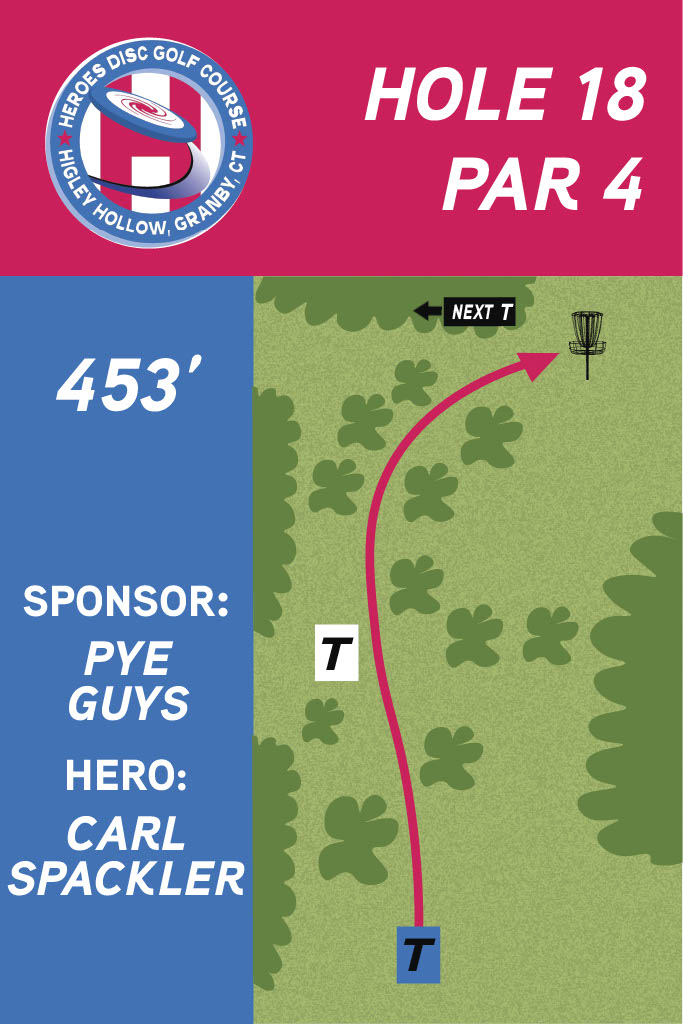 HEROES DISC GOLF COURSE
HIGLEY HOLLOW, GRANBY, CT
H
HOLE 18
PAR 4
453'
SPONSOR:
PYE
GUYS
HERO:
CARL
SPACKLER
NEXT T
T
T